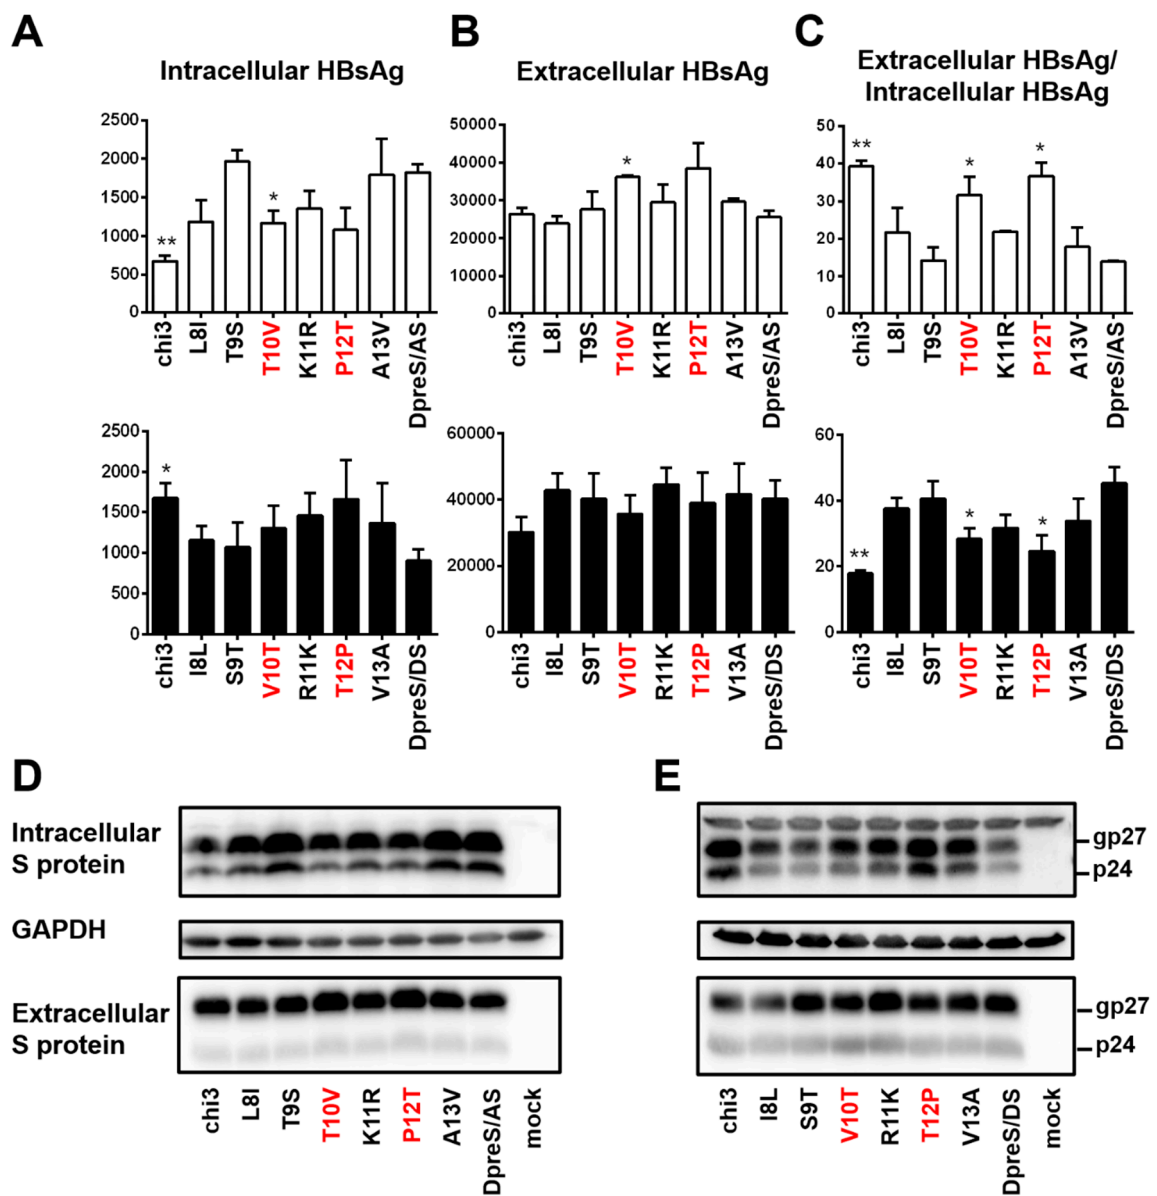 A
B
C
Intracellular HBsAg
Extracellular HBsAg
Extracellular HBsAg/
Intracellular HBsAg
2500
2000
1500
1000
500
0
**
*
chi3
L8I
T9S
T10V
K11R
P12T
A13V
DpreS/AS
50000
40000
30000
20000
10000
0
*
chi3
L8I
T9S
T10V
K11R
P12T
A13V
DpreS/AS
50
40
30
20
10
0
**
*
*
chi3
L8I
T9S
T10V
K11R
P12T
A13V
DpreS/AS
2500
2000
1500
1000
500
0
*
chi3
I8L
S9T
V10T
R11K
T12P
V13A
DpreS/DS
60000
40000
20000
0
chi3
I8L
S9T
V10T
R11K
T12P
V13A
DpreS/DS
60
40
20
0
**
*
*
chi3
I8L
S9T
V10T
R11K
T12P
V13A
DpreS/DS
D
Intracellular
S protein
GAPDH
Extracellular
S protein
chi3
L8I
T9S
T10V
K11R
P12T
A13V
DpreS/AS
mock
E
gp27
p24
gp27
p24
chi3
I8L
S9T
V10T
R11K
T12P
V13A
DpreS/DS
mock